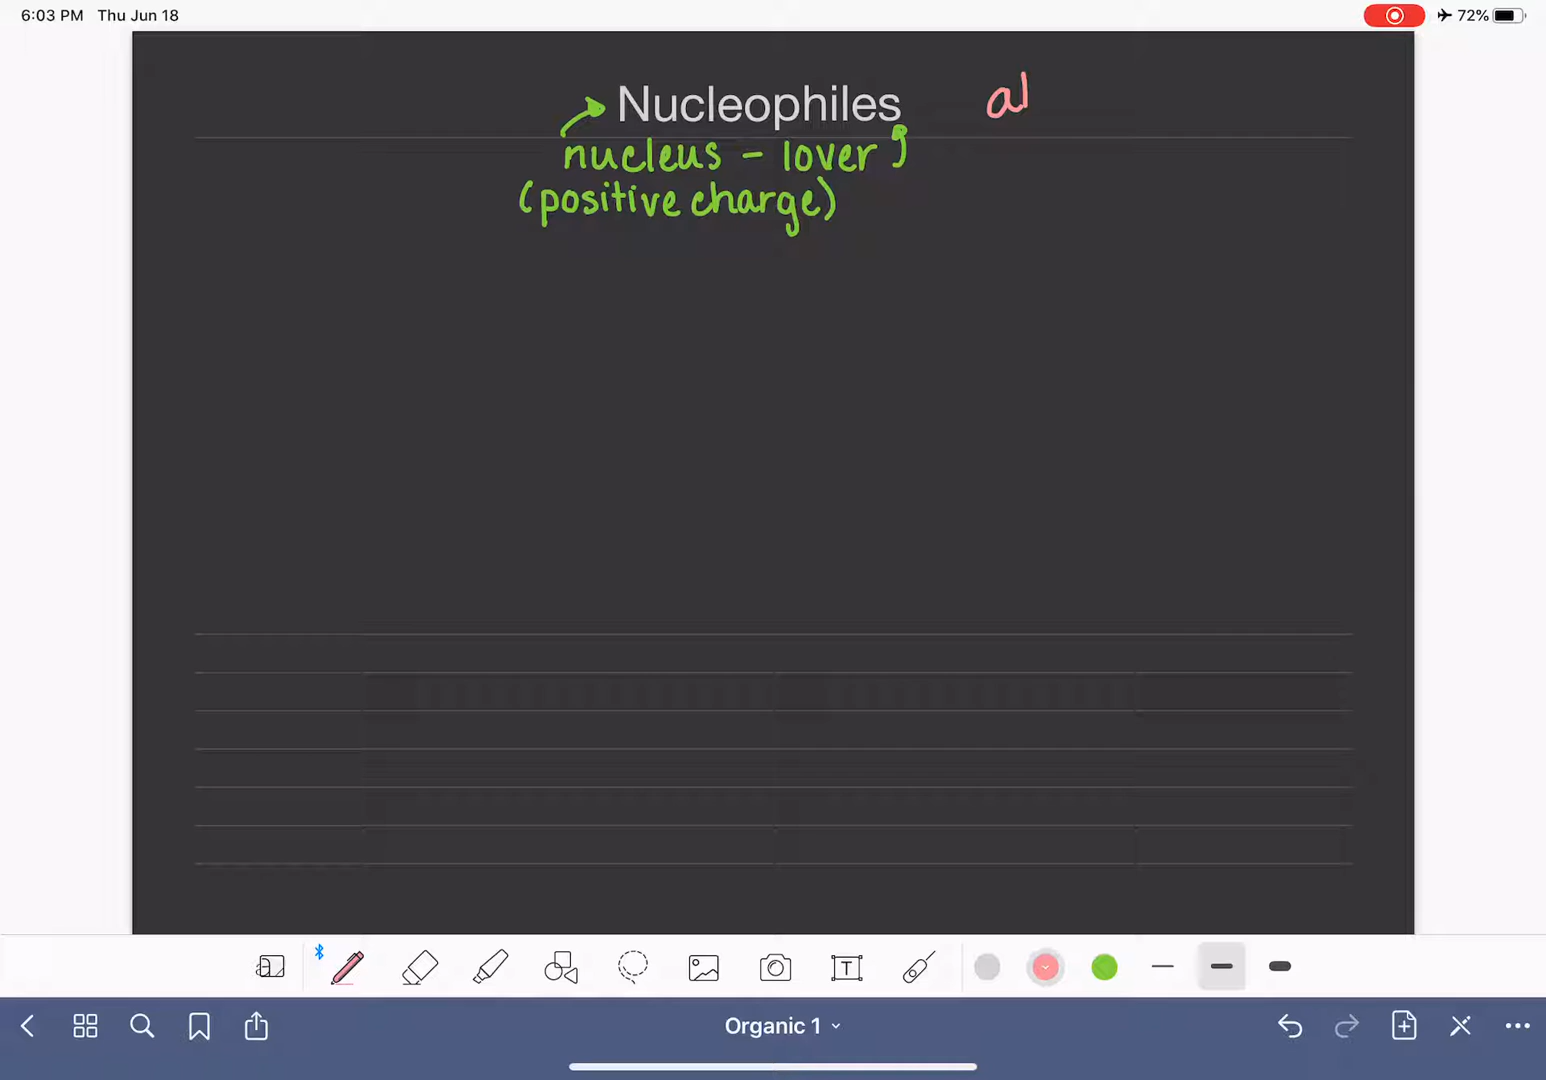 6:03 PM Thu Jun 18 72%
Nucleophiles al
nucleus - lover
(positive charge)
T
Organic 1